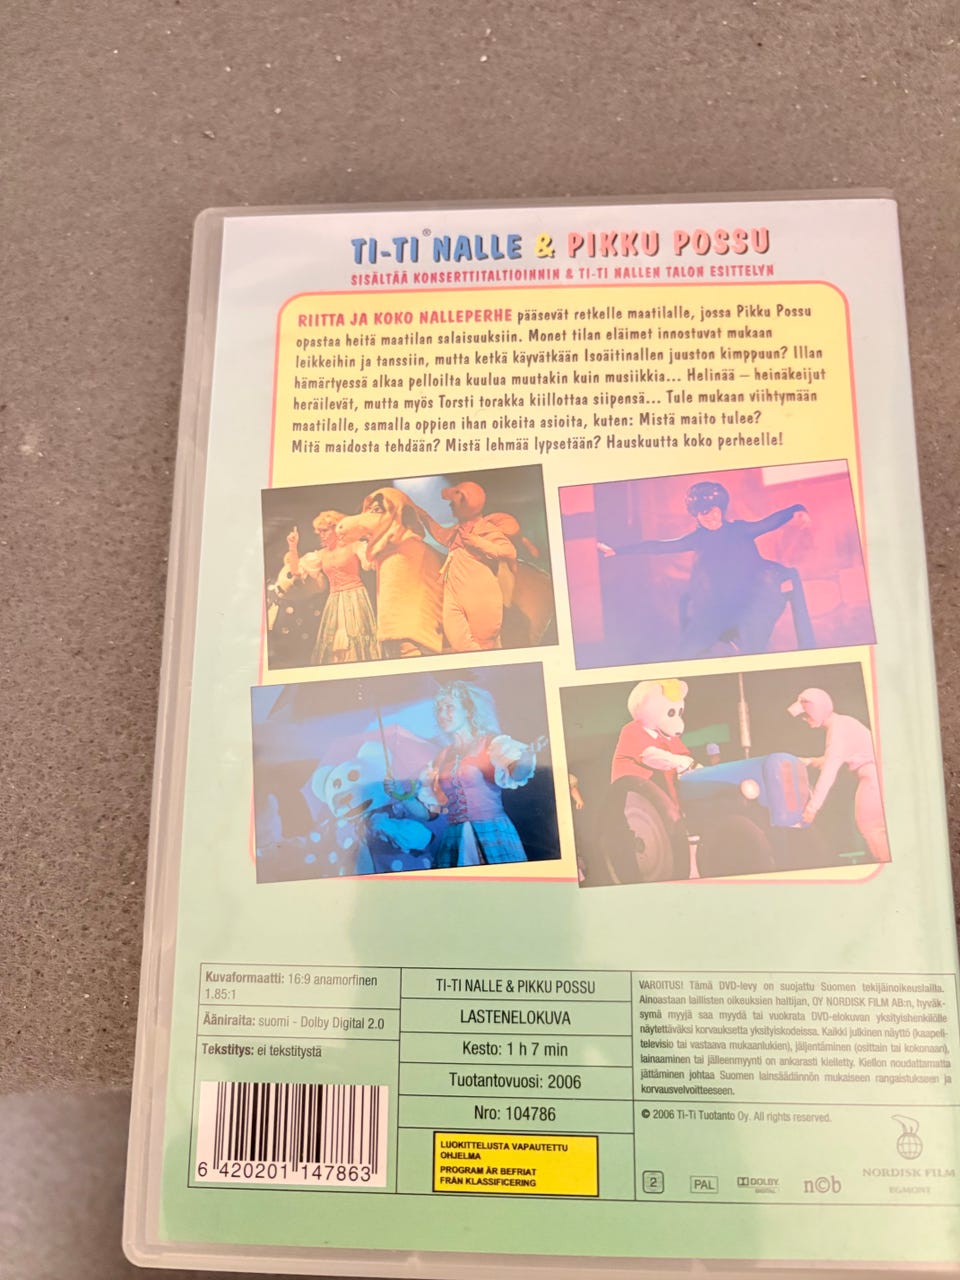 TI-TI® NALLE & PIKKU POSSU
SISÄLTÄÄ KONSERTTITALTIOINNIN & TI-TI NALLEN TALON ESITTELYN
RIITTA JA KOKO NALLEPERHE pääsevät retkelle maatilalle, jossa Pikku Possu
opastaa heitä maatilan salaisuuksiin. Monet tilan eläimet innostuvat mukaan
leikkeihin ja tanssiin, mutta ketkä käyvätkään Isoäitinallen juuston kimppuun? Illan
hämärtyessä alkaa pelloilta kuulua muutakin kuin musiikkia... Helinää – heinäkeijut
heräilevät, mutta myös Torsti torakka kiillottaa siipensä... Tule mukaan viihtymään
maatilalle, samalla oppien ihan oikeita asioita, kuten: Mistä maito tulee?
Mitä maidosta tehdään? Mistä lehmää lypsetään? Hauskuutta koko perheelle!
Kuvaformaatti: 16:9 anamorfinen
1.85:1
Ääniraita: suomi - Dolby Digital 2.0
Tekstitys: ei tekstitystä
6 420201 147863
TI-TI NALLE & PIKKU POSSU
LASTENELOKUVA
Kesto: 1 h 7 min
Tuotantovuosi: 2006
Nro: 104786
LUOKITTELUSTA VAPAUTETTU
OHJELMA
PROGRAM ÄR BEFRIAT
FRÅN KLASSIFICERING
VAROITUS! Tämä DVD-levy on suojattu Suomen tekijäinoikeuslailla.
Ainoastaan laillisten oikeuksien haltijan, OY NORDISK FILM AB:n, hyväk-
symä myyjä saa myydä tai vuokrata DVD-elokuvan yksityishenkilölle
näytettäväksi korvauksetta yksityiskodeissa. Kaikki julkinen näyttö (kaapeli-
televisio tai vastaava mukaanlukien), jäljentäminen (osittain tai kokonaan),
lainaaminen tai jälleenmyynti on ankarasti kielletty. Kiellon noudattamatta
jättäminen johtaa Suomen lainsäädännön mukaiseen rangaistukseen ja
korvausvelvoitteeseen.
© 2006 Ti-Ti Tuotanto Oy. All rights reserved.
2
PAL
DOLBY
DIGITAL
n©b
NORDISK FILM
EGMONT